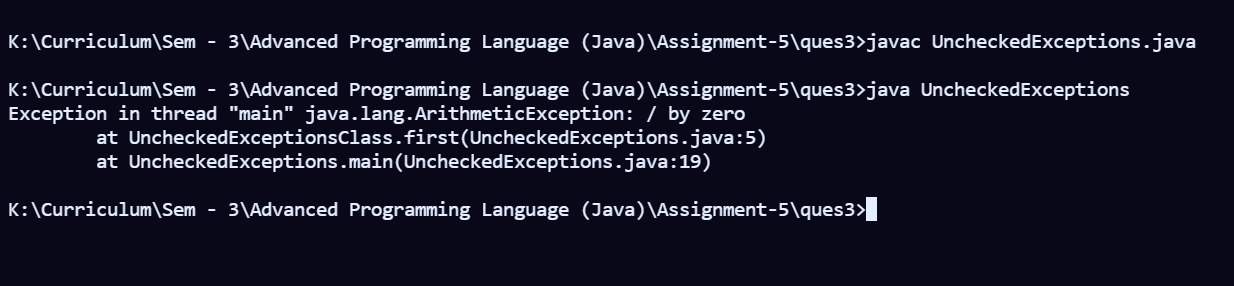 K:\Curriculum\Sem - 3\Advanced Programming Language (Java)\Assignment-5\ques3>javac UncheckedExceptions.java
K:\Curriculum\Sem - 3\Advanced Programming Language (Java)\Assignment-5\ques3>java UncheckedExceptions
Exception in thread "main" java.lang.ArithmeticException: / by zero
        at UncheckedExceptionsClass.first(UncheckedExceptions.java:5)
        at UncheckedExceptions.main(UncheckedExceptions.java:19)
K:\Curriculum\Sem - 3\Advanced Programming Language (Java)\Assignment-5\ques3>